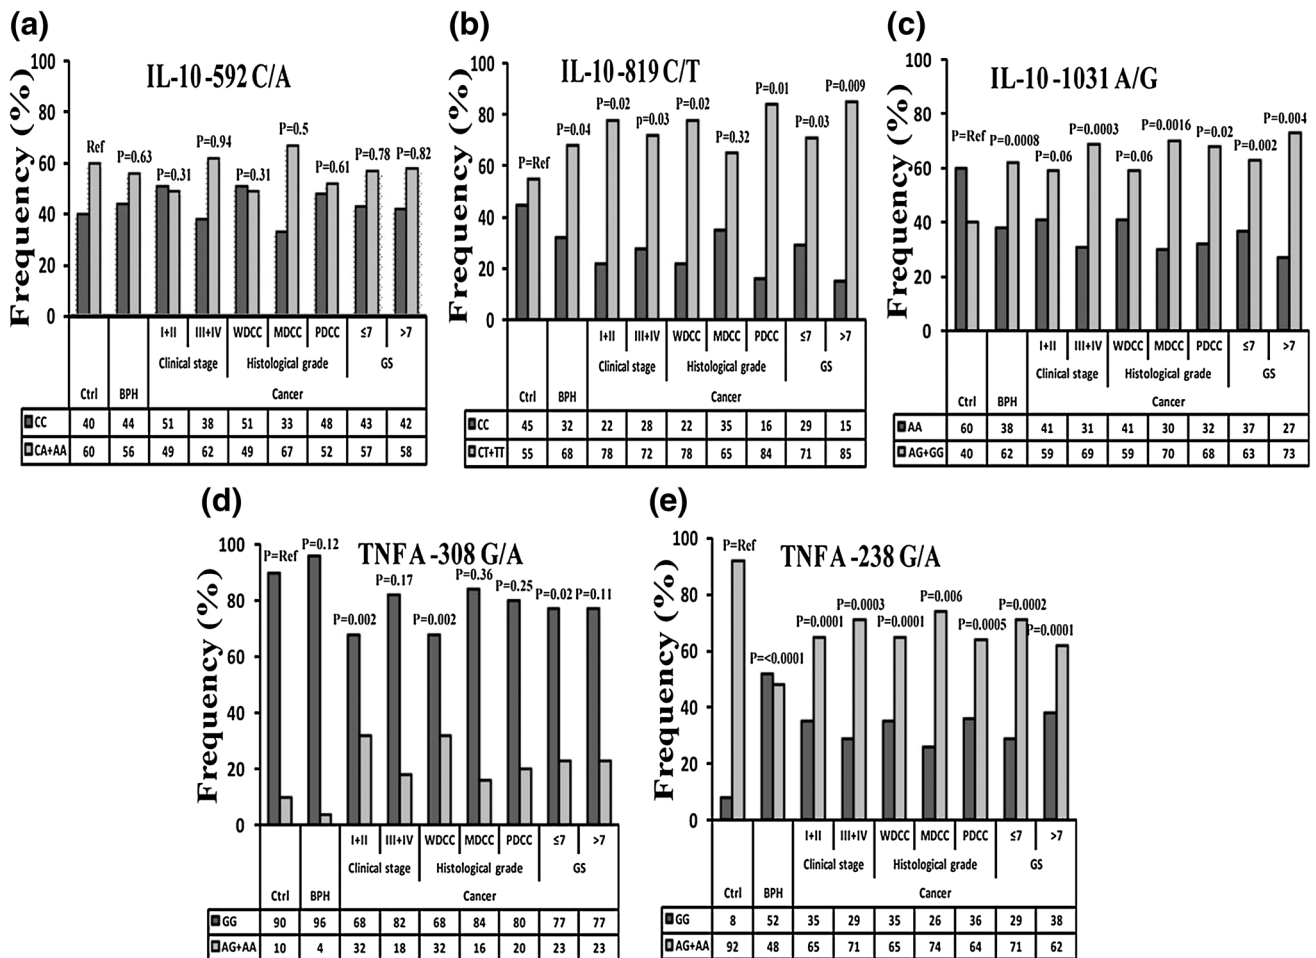 (a)
IL-10 -592 C/A
Frequency (%)
100
80
60
40
20
0
Ref
P=0.63
P=0.31
P=0.94
P=0.31
P=0.5
P=0.61
P=0.78
P=0.82
I+II III+IV WDCC MDCC PDCC ≤7 >7
Clinical stage Histological grade GS
Ctrl BPH Cancer
CC 40 44 51 38 51 33 48 43 42
CA+AA 60 56 49 62 49 67 52 57 58
(b)
IL-10 -819 C/T
Frequency (%)
100
80
60
40
20
0
P=Ref
P=0.04
P=0.02
p=0.03
P=0.02
P=0.32
P=0.01
P=0.03
P=0.009
I+II III+IV WDCC MDCC PDCC ≤7 >7
Clinical stage Histological grade GS
Ctrl BPH Cancer
CC 45 32 22 28 22 35 16 29 15
CT+TT 55 68 78 72 78 65 84 71 85
(c)
IL-10 -1031 A/G
Frequency (%)
100
80
60
40
20
0
P=Ref
P=0.0008
P=0.06
P=0.0003
P=0.06
P=0.0016
P=0.02
P=0.002
P=0.004
I+II III+IV WDCC MDCC PDCC ≤7 >7
Clinical stage Histological grade GS
Ctrl BPH Cancer
AA 60 38 41 31 41 30 32 37 27
AG+GG 40 62 59 69 59 70 68 63 73
(d)
TNFA -308 G/A
Frequency (%)
100
80
60
40
20
0
P=Ref
P=0.12
P=0.002
P=0.17
P=0.002
P=0.36
P=0.25
P=0.02
P=0.11
I+II III+IV WDCC MDCC PDCC ≤7 >7
Clinical stage Histological grade GS
Ctrl BPH Cancer
GG 90 96 68 82 68 84 80 77 77
AG+AA 10 4 32 18 32 16 20 23 23
(e)
TNFA -238 G/A
Frequency (%)
100
80
60
40
20
0
P=Ref
P=<0.0001
P=0.0001
P=0.0003
P=0.0001
P=0.006
P=0.0005
P=0.0002
P=0.0001
I+II III+IV WDCC MDCC PDCC ≤7 >7
Clinical stage Histological grade GS
Ctrl BPH Cancer
GG 8 52 35 29 35 26 36 29 38
AG+AA 92 48 65 71 65 74 64 71 62